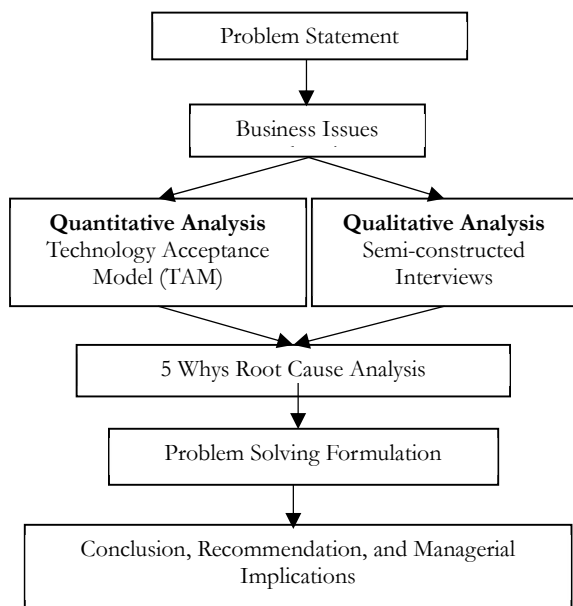 Problem Statement
Business Issues
Quantitative Analysis
Technology Acceptance
Model (TAM)
Qualitative Analysis
Semi-constructed
Interviews
5 Whys Root Cause Analysis
Problem Solving Formulation
Conclusion, Recommendation, and Managerial
Implications